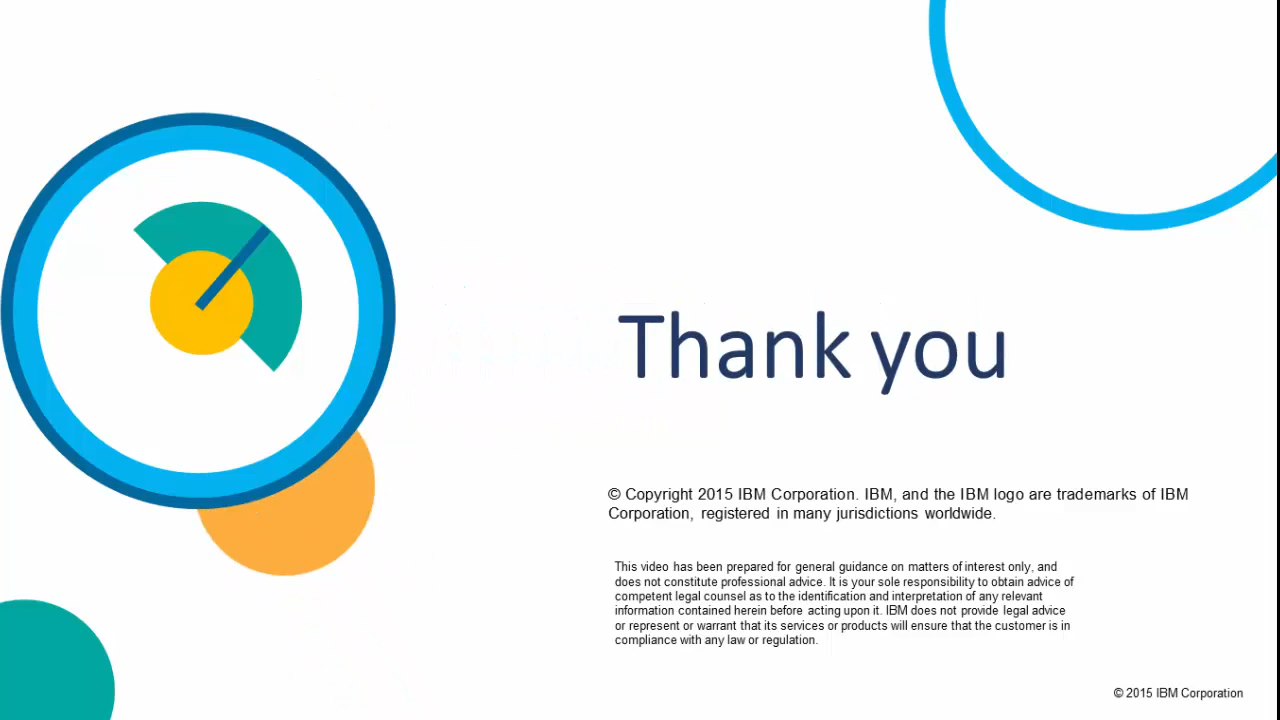 Thank you
© Copyright 2015 IBM Corporation. IBM, and the IBM logo are trademarks of IBM
Corporation, registered in many jurisdictions worldwide.
This video has been prepared for general guidance on matters of interest only, and
does not constitute professional advice. It is your sole responsibility to obtain advice of
competent legal counsel as to the identification and interpretation of any relevant
information contained herein before acting upon it. IBM does not provide legal advice
or represent or warrant that its services or products will ensure that the customer is in
compliance with any law or regulation.
© 2015 IBM Corporation